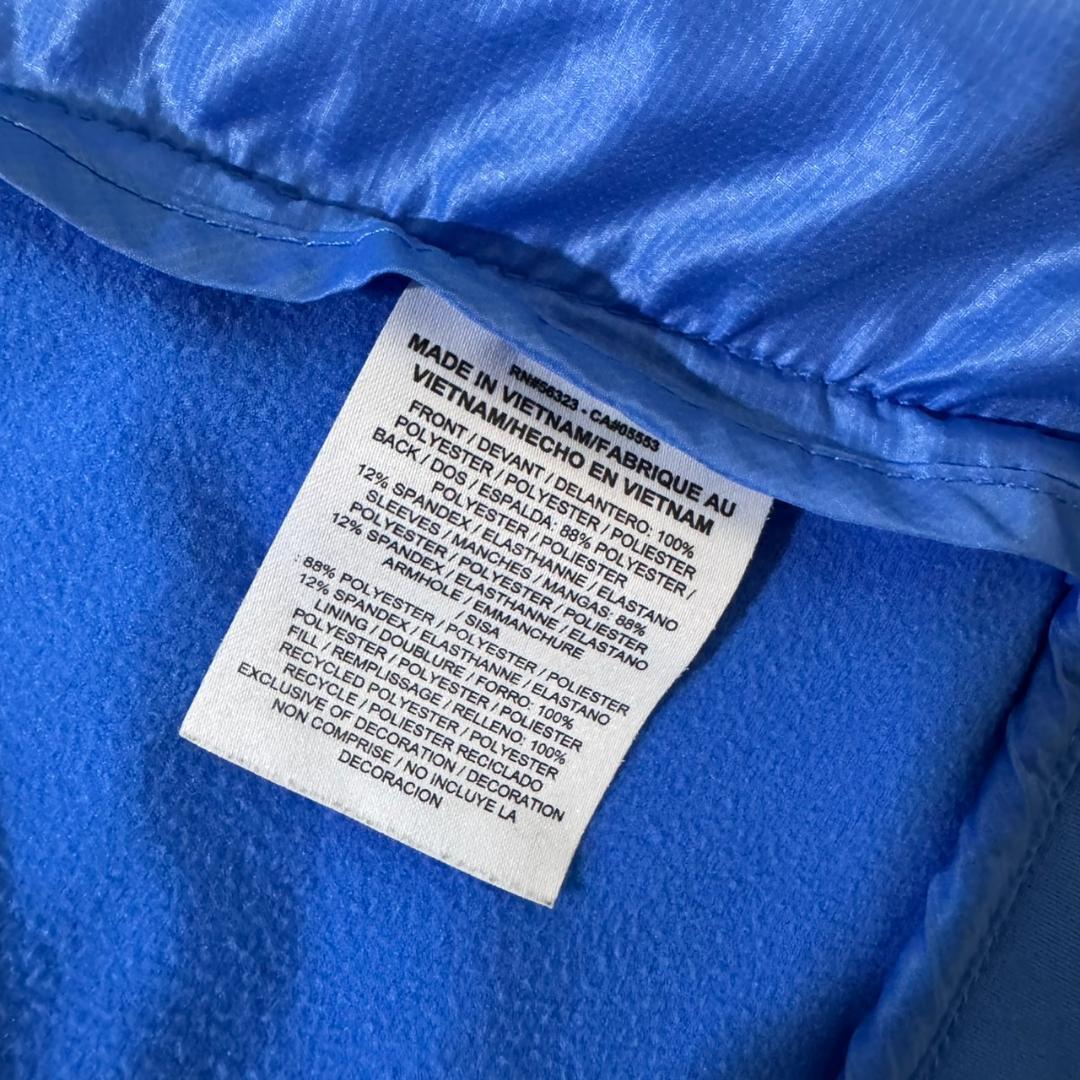 RN#56323 - CA#05553
MADE IN VIETNAM/FABRIQUE AU
VIETNAM/HECHO EN VIETNAM
FRONT / DEVANT / DELANTERO: 100%
POLYESTER / POLYESTER / POLIESTER
BACK / DOS / ESPALDA: 88% POLYESTER /
POLYESTER / POLIÉSTER
12% SPANDEX / ELASTHANNE / ELASTANO
SLEEVES / MANCHES / MANGAS: 88%
POLYESTER / POLYESTER / POLIESTER
12% SPANDEX / ELASTHANNE / ELASTANO
ARMHOLE / EMMANCHURE
/ SISA
: 88% POLYESTER / POLYESTER / POLIESTER
12% SPANDEX / ELASTHANNE / ELASTANO
LINING / DOUBLURE / FORRO: 100%
POLYESTER / POLYESTER / POLIESTER
FILL / REMPLISSAGE / RELLENO: 100%
RECYCLED POLYESTER / POLYESTER
RECYCLE / POLIESTER RECICLADO
EXCLUSIVE OF DECORATION / DECORATION
NON COMPRISE / NO INCLUYE LA
DECORACION